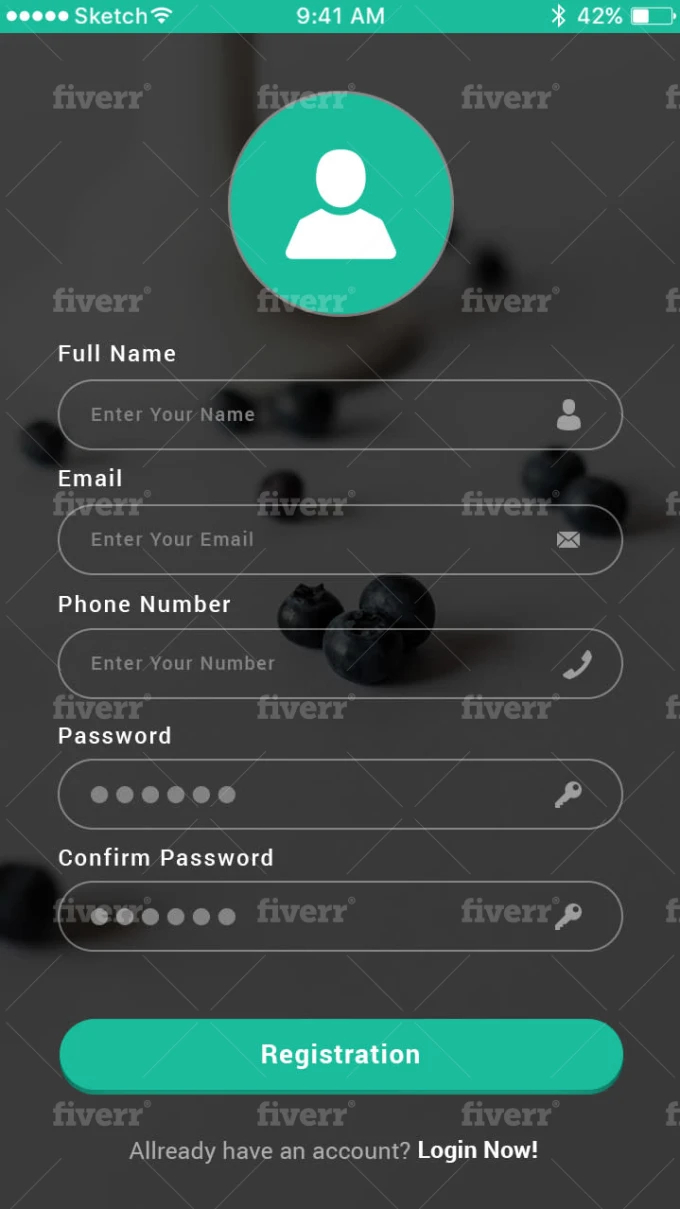 Sketch 9:41 AM 42%
fiverr® fiverr® fiverr®
fiverr® fiverr® fiverr®
Full Name
Enter Your Name
Email
fiverr® fiverr® fiverr®
Enter Your Email
Phone Number
Enter Your Number
fiverr® fiverr® fiverr®
Password
Confirm Password
fiverr® fiverr® fiverr®
Registration
fiverr® fiverr® fiverr®
Allready have an account? Login Now!